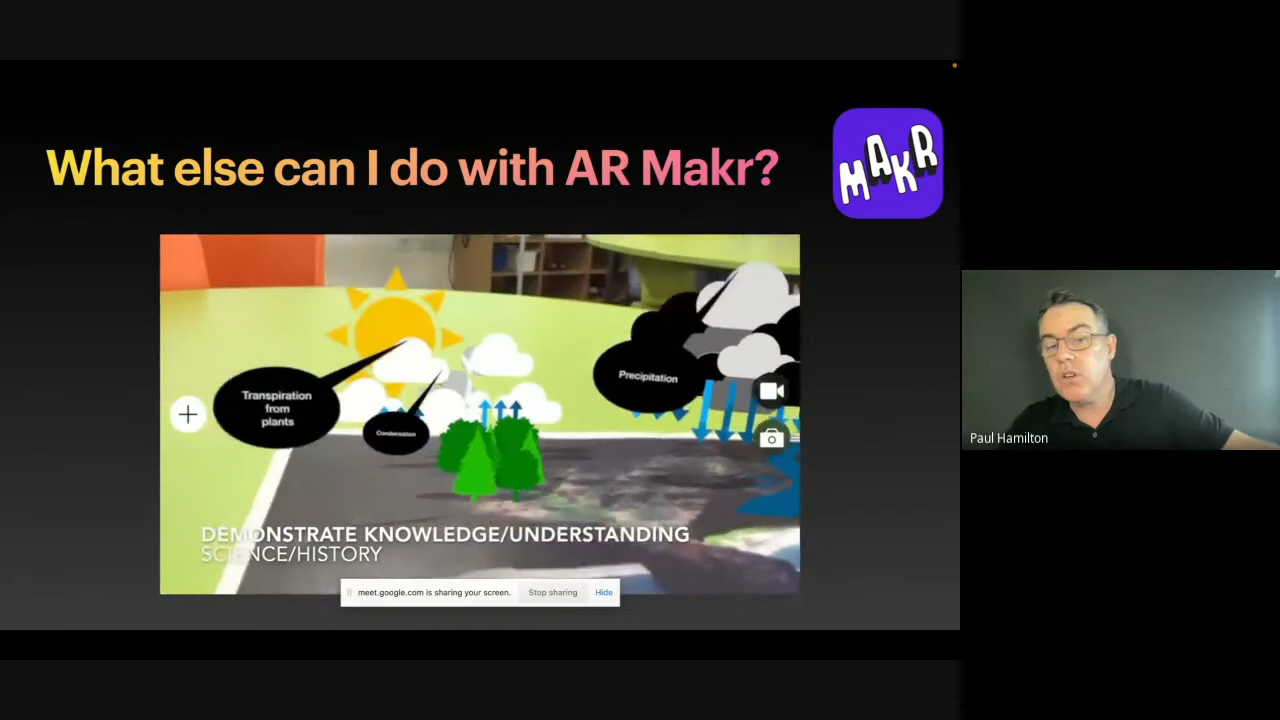 What else can I do with AR Makr?
MAKR
Transpiration
from
plants
Condensation
Precipitation
DEMONSTRATE KNOWLEDGE/UNDERSTANDING
SCIENCE/HISTORY
meet.google.com is sharing your screen. Stop sharing Hide
Paul Hamilton